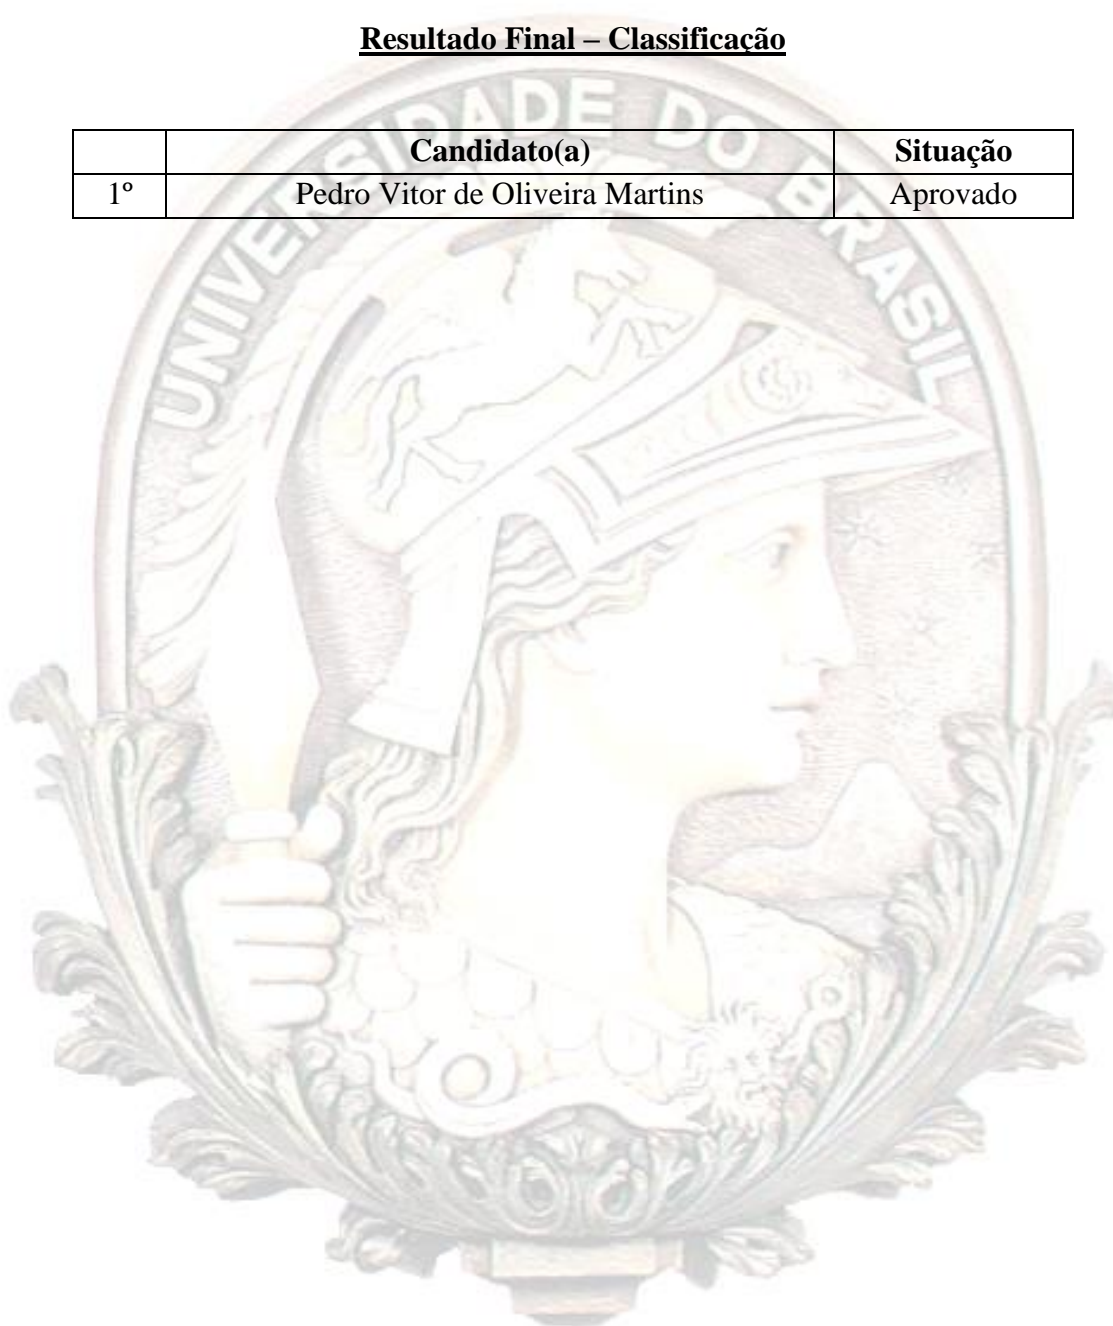 Resultado Final – Classificação
UNIVERSIDADE DO BRASIL
Candidato(a) Situação
1º Pedro Vitor de Oliveira Martins Aprovado